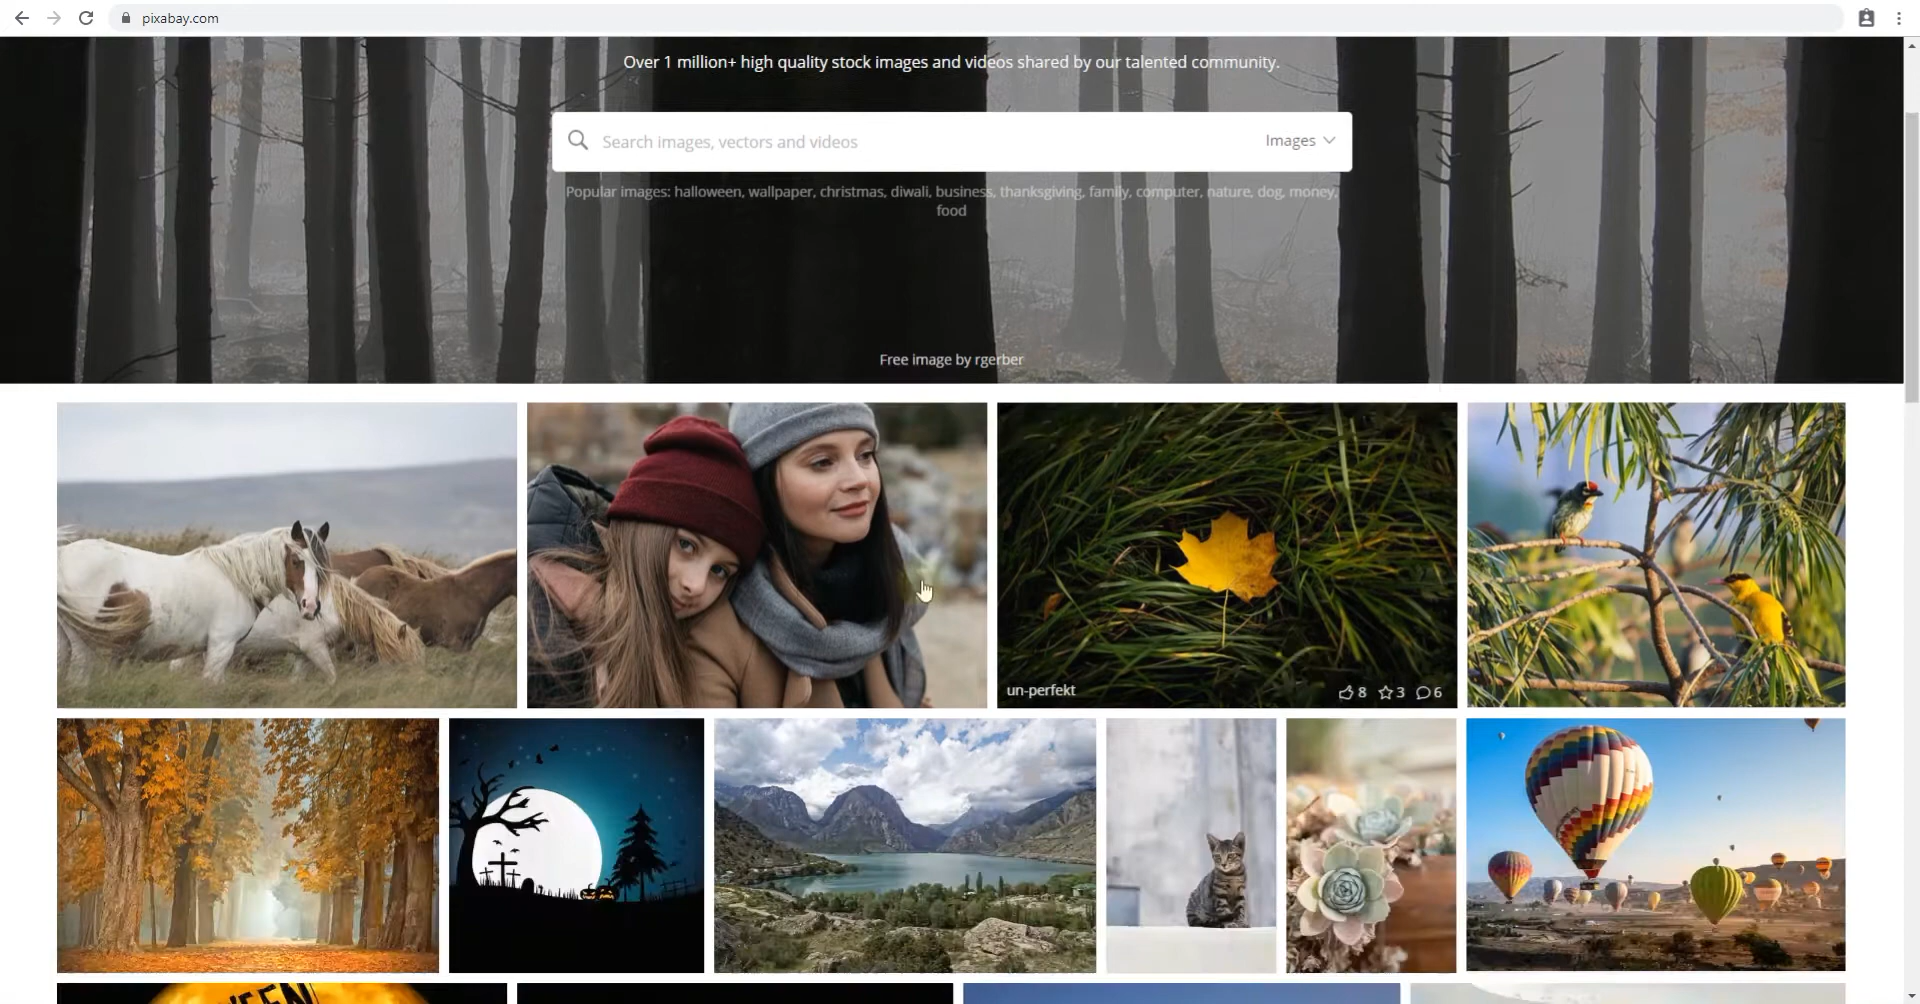 pixabay.com
Over 1 million+ high quality stock images and videos shared by our talented community.
Search images, vectors and videos
Images
Popular images: halloween, wallpaper, christmas, diwali, business, thanksgiving, family, computer, nature, dog, money,
food
Free image by rgerber
un-perfekt
8
3
6